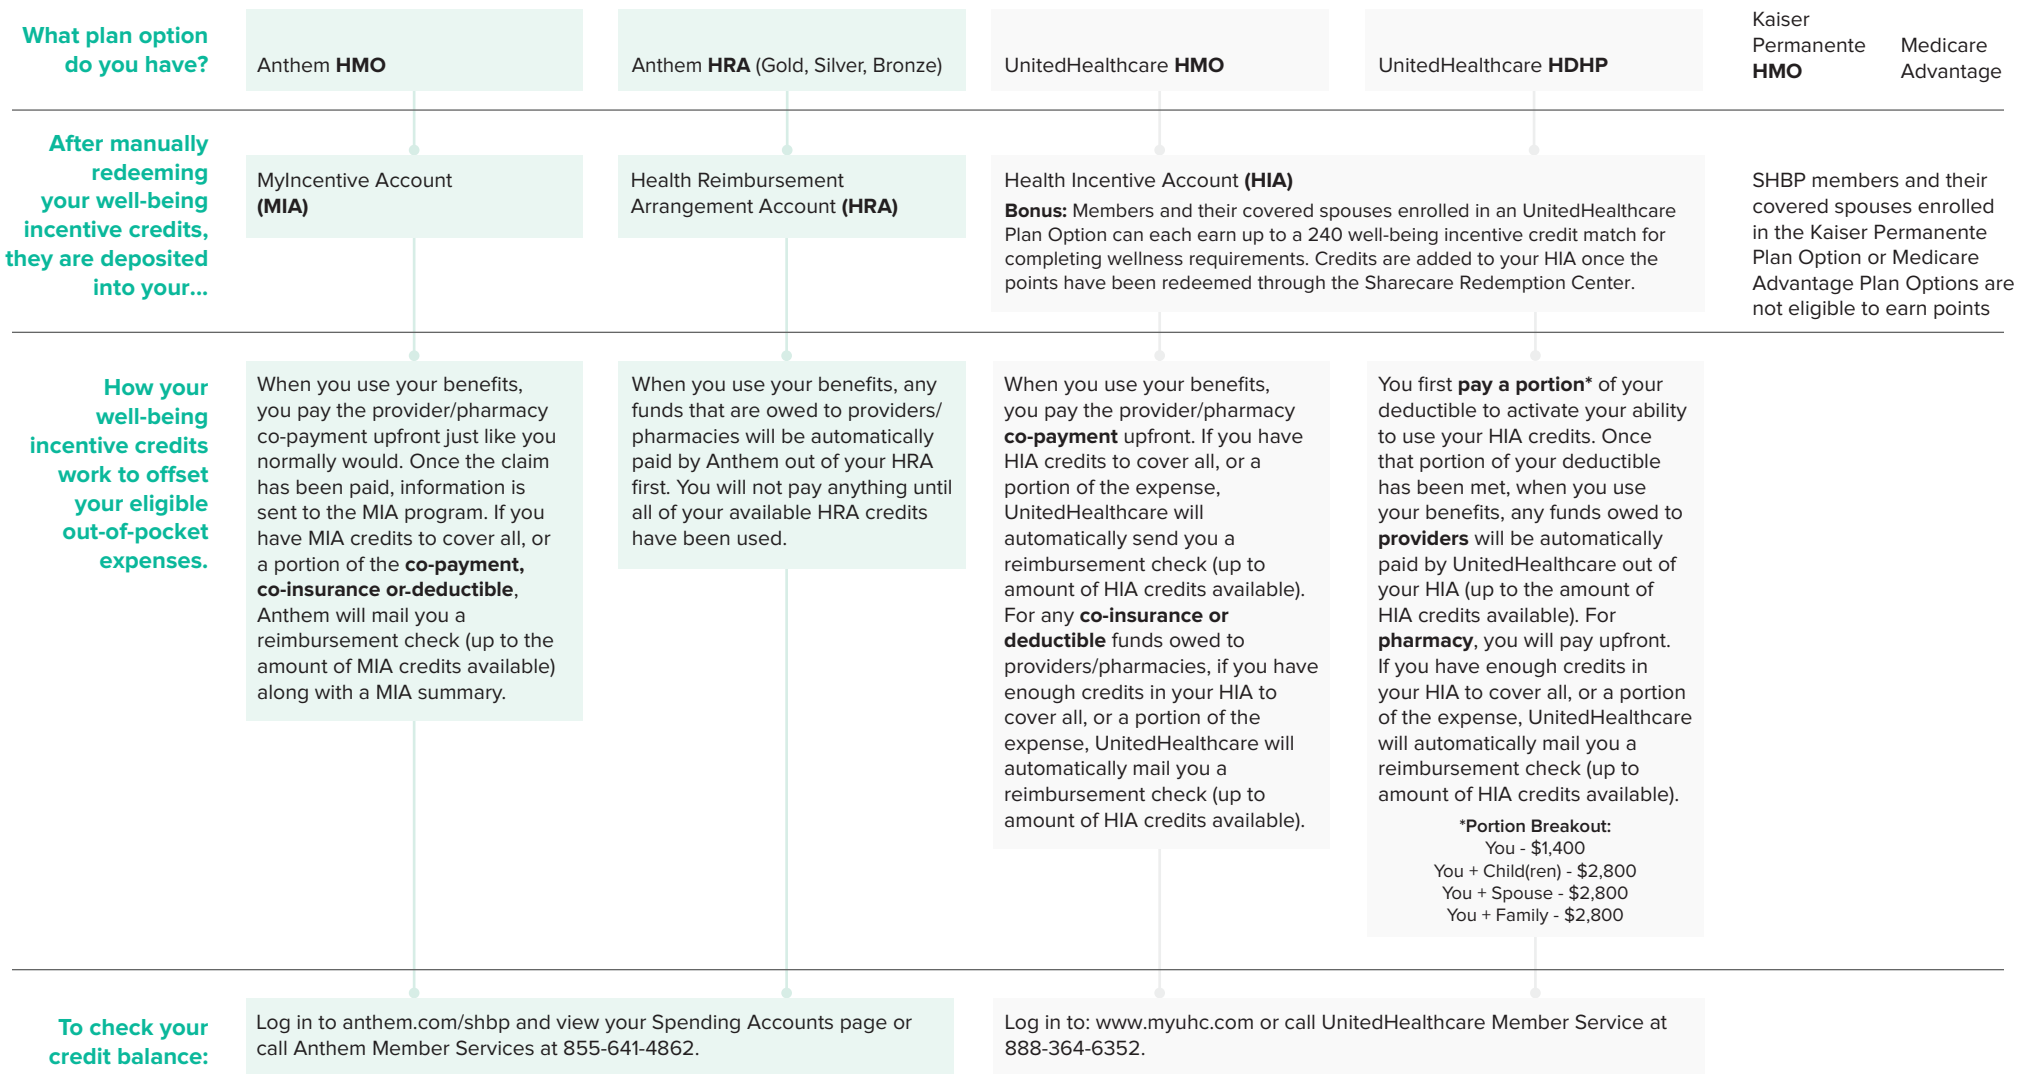 What plan option
do you have?
Anthem HMO
Anthem HRA (Gold, Silver, Bronze)
UnitedHealthcare HMO
UnitedHealthcare HDHP
Kaiser
Permanente
HMO
Medicare
Advantage
After manually
redeeming
your well-being
incentive credits,
they are deposited
into your...
MyIncentive Account
(MIA)
Health Reimbursement
Arrangement Account (HRA)
Health Incentive Account (HIA)
Bonus: Members and their covered spouses enrolled in an UnitedHealthcare
Plan Option can each earn up to a 240 well-being incentive credit match for
completing wellness requirements. Credits are added to your HIA once the
points have been redeemed through the Sharecare Redemption Center.
SHBP members and their
covered spouses enrolled
in the Kaiser Permanente
Plan Option or Medicare
Advantage Plan Options are
not eligible to earn points
How your
well-being
incentive credits
work to offset
your eligible
out-of-pocket
expenses.
When you use your benefits,
you pay the provider/pharmacy
co-payment upfront just like you
normally would. Once the claim
has been paid, information is
sent to the MIA program. If you
have MIA credits to cover all, or
a portion of the co-payment,
co-insurance or-deductible,
Anthem will mail you a
reimbursement check (up to the
amount of MIA credits available)
along with a MIA summary.
When you use your benefits, any
funds that are owed to providers/
pharmacies will be automatically
paid by Anthem out of your HRA
first. You will not pay anything until
all of your available HRA credits
have been used.
When you use your benefits,
you pay the provider/pharmacy
co-payment upfront. If you have
HIA credits to cover all, or a
portion of the expense,
UnitedHealthcare will
automatically send you a
reimbursement check (up to
amount of HIA credits available).
For any co-insurance or
deductible funds owed to
providers/pharmacies, if you have
enough credits in your HIA to
cover all, or a portion of the
expense, UnitedHealthcare will
automatically mail you a
reimbursement check (up to
amount of HIA credits available).
You first pay a portion* of your
deductible to activate your ability
to use your HIA credits. Once
that portion of your deductible
has been met, when you use
your benefits, any funds owed to
providers will be automatically
paid by UnitedHealthcare out of
your HIA (up to the amount of
HIA credits available). For
pharmacy, you will pay upfront.
If you have enough credits in
your HIA to cover all, or a portion
of the expense, UnitedHealthcare
will automatically mail you a
reimbursement check (up to
amount of HIA credits available).
*Portion Breakout:
You - $1,400
You + Child(ren) - $2,800
You + Spouse - $2,800
You + Family - $2,800
To check your
credit balance:
Log in to anthem.com/shbp and view your Spending Accounts page or
call Anthem Member Services at 855-641-4862.
Log in to: www.myuhc.com or call UnitedHealthcare Member Service at
888-364-6352.